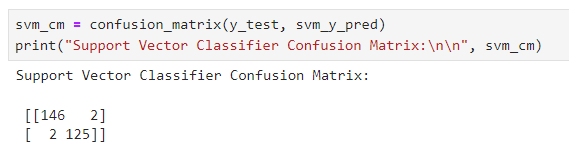 svm_cm = confusion_matrix(y_test, svm_y_pred)
print("Support Vector Classifier Confusion Matrix:\n\n", svm_cm)
Support Vector Classifier Confusion Matrix:
[[146   2]
[  2 125]]